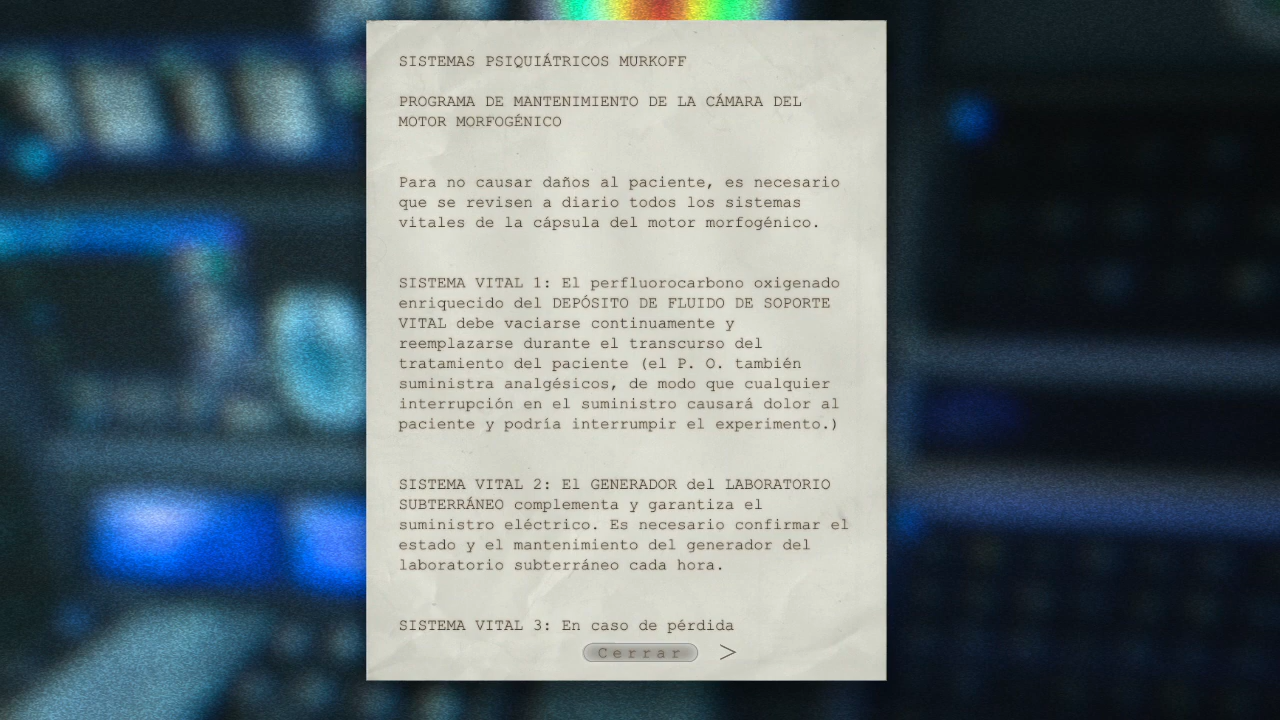 SISTEMAS PSIQUIÁTRICOS MURKOFF
PROGRAMA DE MANTENIMIENTO DE LA CÁMARA DEL
MOTOR MORFOGÉNICO
Para no causar daños al paciente, es necesario
que se revisen a diario todos los sistemas
vitales de la cápsula del motor morfogénico.
SISTEMA VITAL 1: El perfluorocarbono oxigenado
enriquecido del DEPÓSITO DE FLUIDO DE SOPORTE
VITAL debe vaciarse continuamente y
reemplazarse durante el transcurso del
tratamiento del paciente (el P. O. también
suministra analgésicos, de modo que cualquier
interrupción en el suministro causará dolor al
paciente y podría interrumpir el experimento.)
SISTEMA VITAL 2: El GENERADOR del LABORATORIO
SUBTERRÁNEO complementa y garantiza el
suministro eléctrico. Es necesario confirmar el
estado y el mantenimiento del generador del
laboratorio subterráneo cada hora.
SISTEMA VITAL 3: En caso de pérdida
Cerrar >